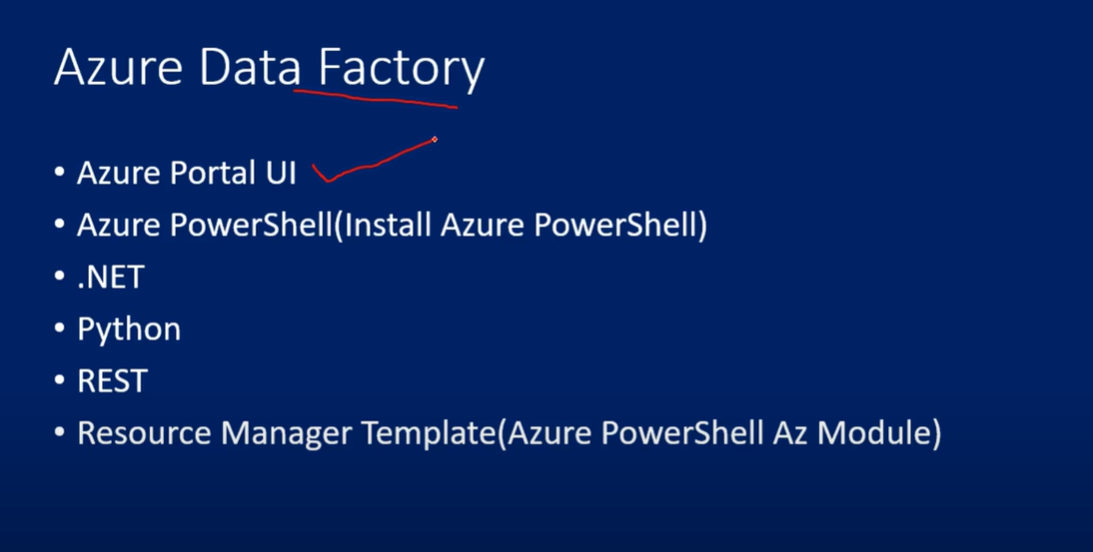 Azure Data Factory
• Azure Portal UI
• Azure PowerShell(Install Azure PowerShell)
• .NET
• Python
• REST
• Resource Manager Template(Azure PowerShell Az Module)